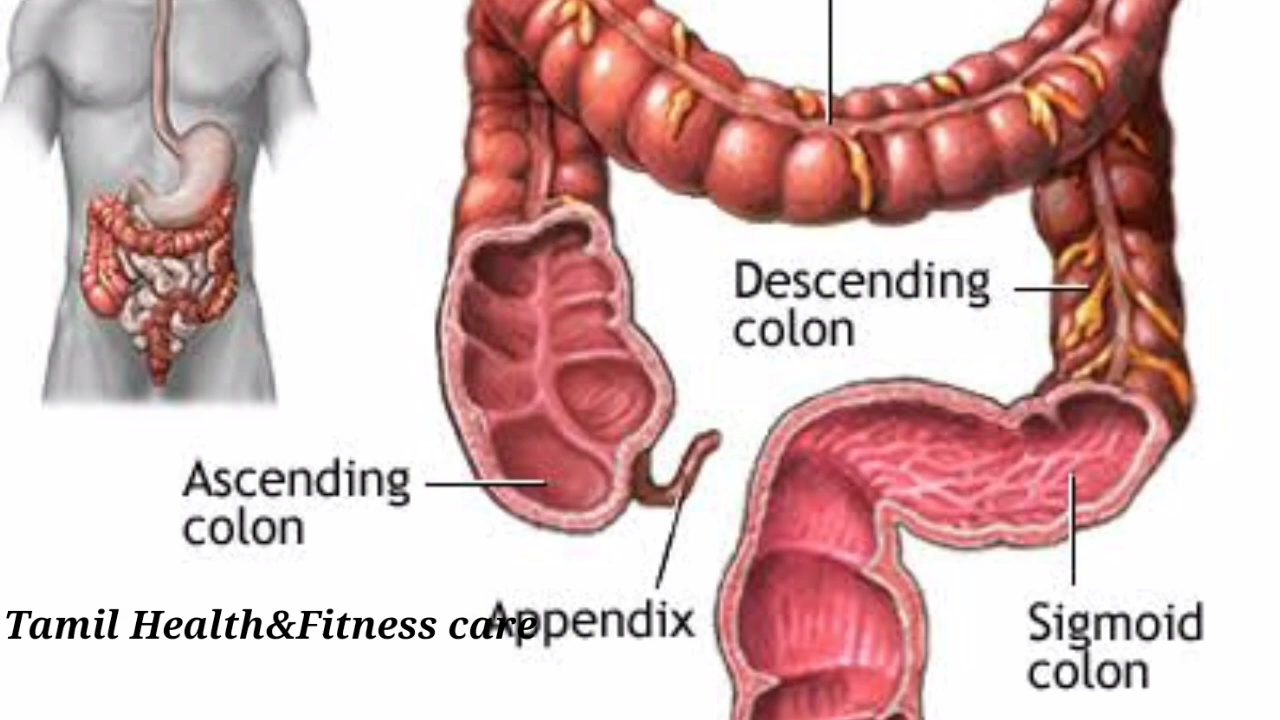 Descending
colon
Ascending
colon
Appendix
Tamil Health&Fitness care
Sigmoid
colon